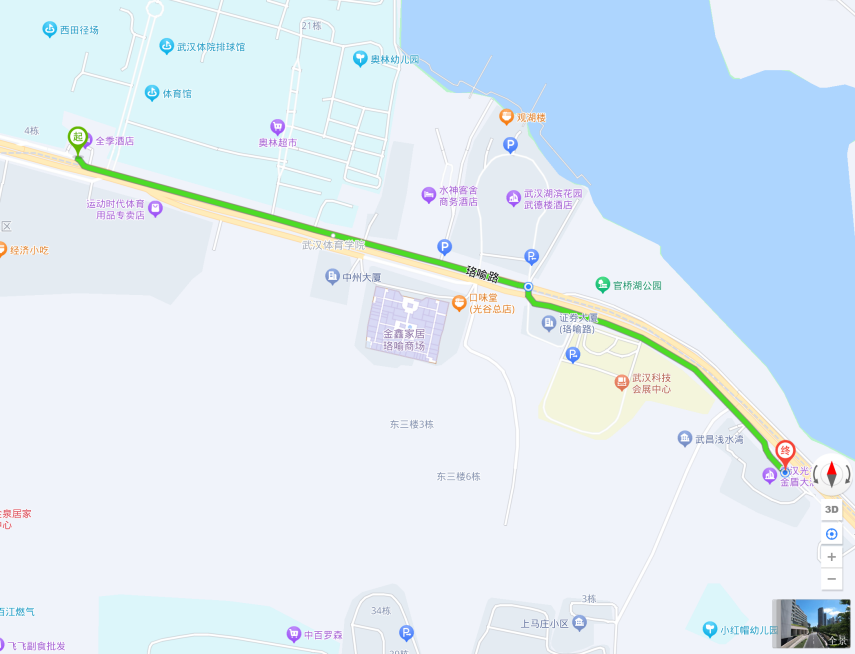 21栋
西田径场
武汉体院排球馆
奥林幼儿园
体育馆
观湖楼
4栋
起
全季酒店
奥林超市
P
水神客舍
商务酒店
武汉湖滨花园
武德楼酒店
运动时代体育
用品专卖店
区
经济小吃
武汉体育学院
P
P
珞喻路
中州大厦
官桥湖公园
口味堂
(光谷总店)
证券大厦
(珞喻路)
金鑫家居
珞喻商场
P
武汉科技
会展中心
东三楼3栋
武昌浅水湾
终
汉光
金盾大酒
东三楼6栋
3D
泉居家
心
+
−
百江燃气
34栋
3栋
上马庄小区
中百罗森
P
小红帽幼儿园
全景
飞飞副食批发